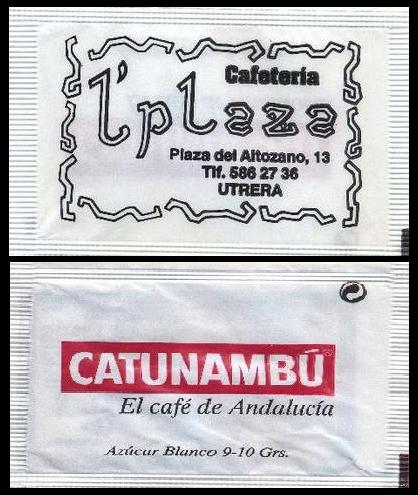 Cafetería
l'plaza
Plaza del Altozano, 13
Tlf. 586 27 36
UTRERA
CATUNAMBÚ®
El café de Andalucía
Azúcar Blanco 9-10 Grs.